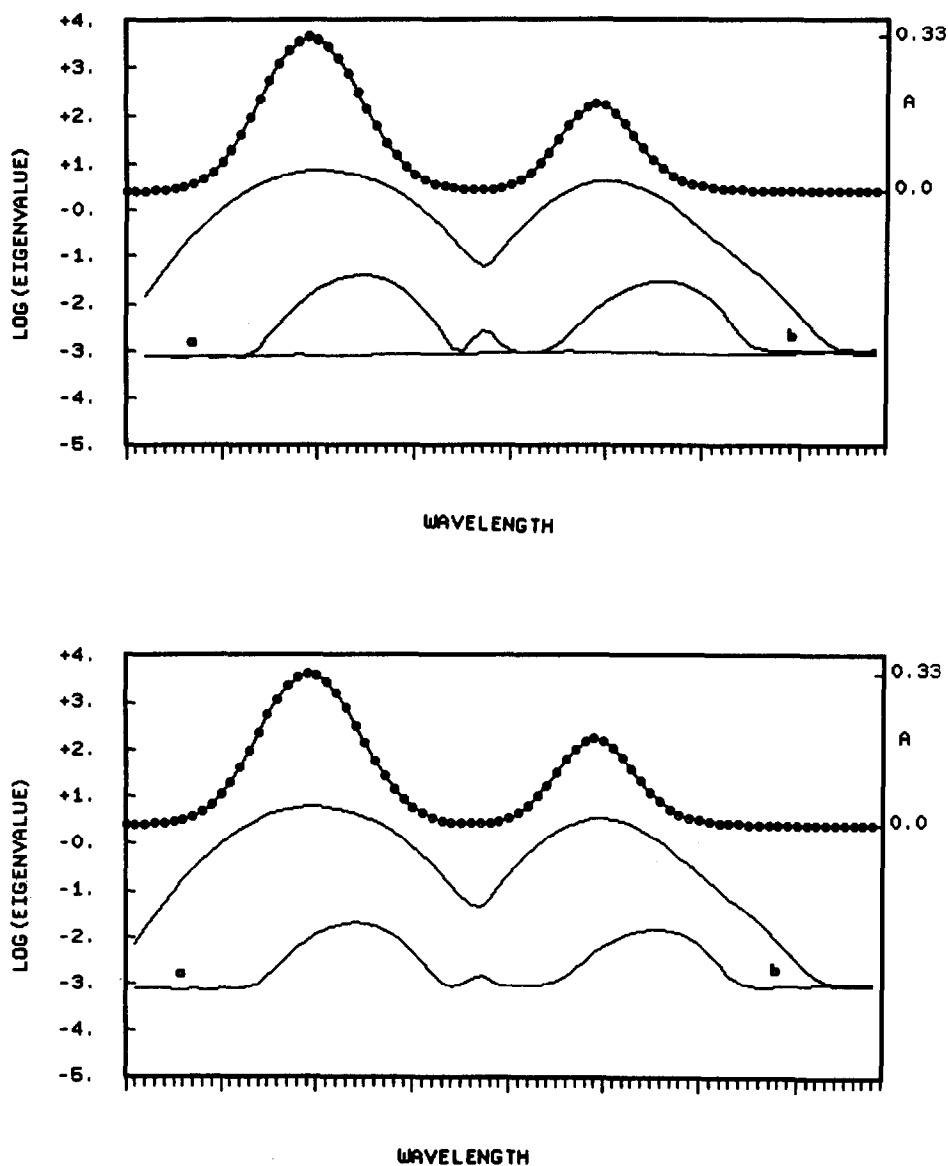 +4.
+3.
+2.
+1.
-0.
-1.
-2.
-3.
-4.
-5.
LOG(EIGENVALUE)
a
b
0.33
A
0.0
WAVELENGTH
+4.
+3.
+2.
+1.
-0.
-1.
-2.
-3.
-4.
-5.
LOG(EIGENVALUE)
a
b
0.33
A
0.0
WAVELENGTH